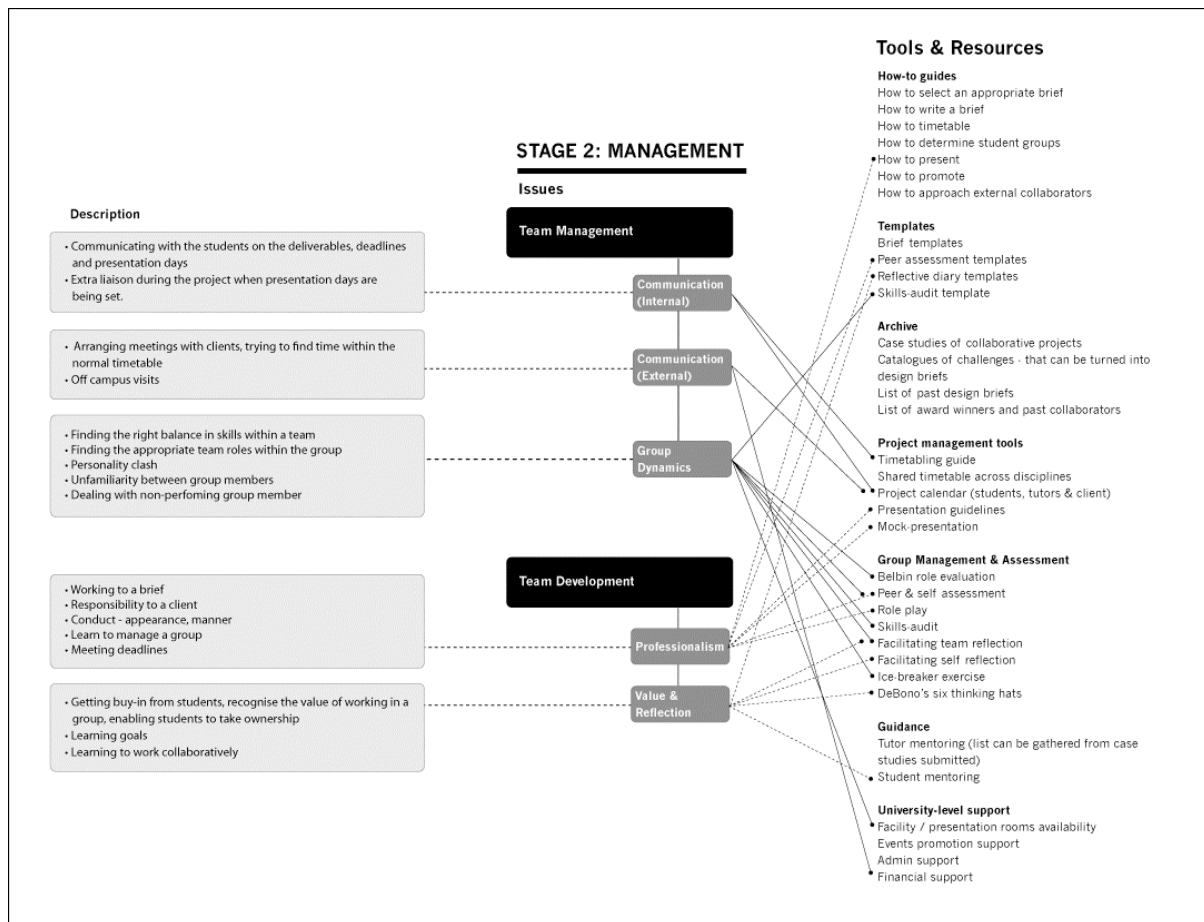 Tools & Resources
How-to guides
How to select an appropriate brief
How to write a brief
How to timetable
How to determine student groups
How to present
How to promote
How to approach external collaborators
STAGE 2: MANAGEMENT
Issues
Description
Team Management
• Communicating with the students on the deliverables, deadlines
and presentation days
• Extra liaison during the project when presentation days are
being set.
Communication
(Internal)
• Arranging meetings with clients, trying to find time within the
normal timetable
• Off campus visits
Communication
(External)
• Finding the right balance in skills within a team
• Finding the appropriate team roles within the group
• Personality clash
• Unfamiliarity between group members
• Dealing with non-perfoming group member
Group
Dynamics
Team Development
• Working to a brief
• Responsibility to a client
• Conduct - appearance, manner
• Learn to manage a group
• Meeting deadlines
Professionalism
• Getting buy-in from students, recognise the value of working in a
group, enabling students to take ownership
• Learning goals
• Learning to work collaboratively
Value &
Reflection
Templates
Brief templates
Peer assessment templates
Reflective diary templates
Skills-audit template
Archive
Case studies of collaborative projects
Catalogues of challenges - that can be turned into
design briefs
List of past design briefs
List of award winners and past collaborators
Project management tools
Timetabling guide
Shared timetable across disciplines
Project calendar (students, tutors & client)
Presentation guidelines
Mock-presentation
Group Management & Assessment
Belbin role evaluation
Peer & self assessment
Role play
Skills-audit
Facilitating team reflection
Facilitating self reflection
Ice-breaker exercise
DeBono's six thinking hats
Guidance
Tutor mentoring (list can be gathered from case
studies submitted)
Student mentoring
University-level support
Facility / presentation rooms availability
Events promotion support
Admin support
Financial support